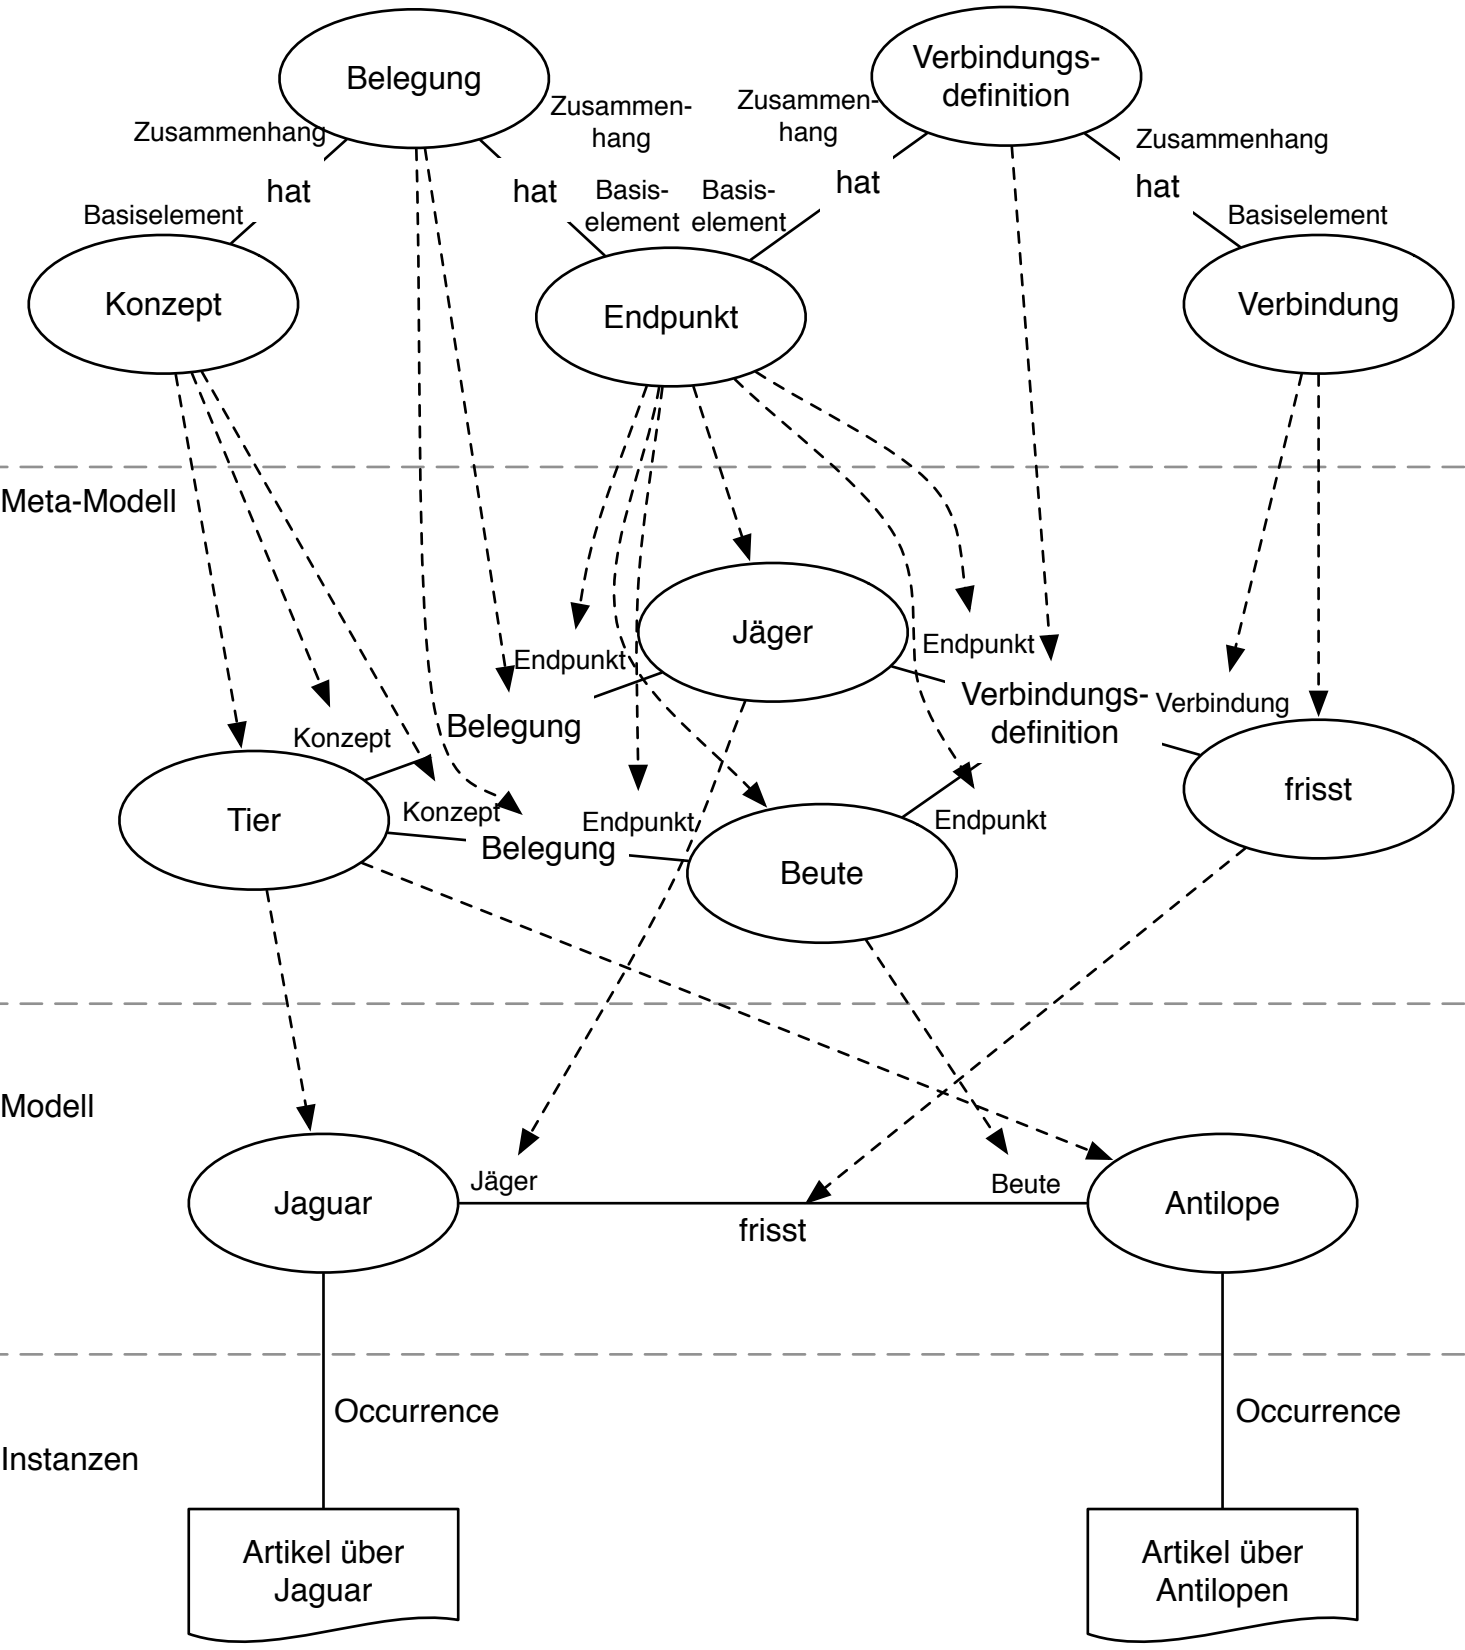 Belegung
Verbindungs-
definition
Zusammenhang
Zusammen-
hang
Zusammen-
hang
Zusammenhang
hat
hat
hat
hat
Basiselement
Basis-
element
Basis-
element
Basiselement
Konzept
Endpunkt
Verbindung
Meta-Modell
Jäger
Endpunkt
Endpunkt
Belegung
Verbindungs-
definition
Verbindung
Konzept
Tier
Konzept
Belegung
Endpunkt
Beute
Endpunkt
frisst
Modell
Jaguar
Jäger
frisst
Beute
Antilope
Occurrence
Occurrence
Instanzen
Artikel über
Jaguar
Artikel über
Antilopen